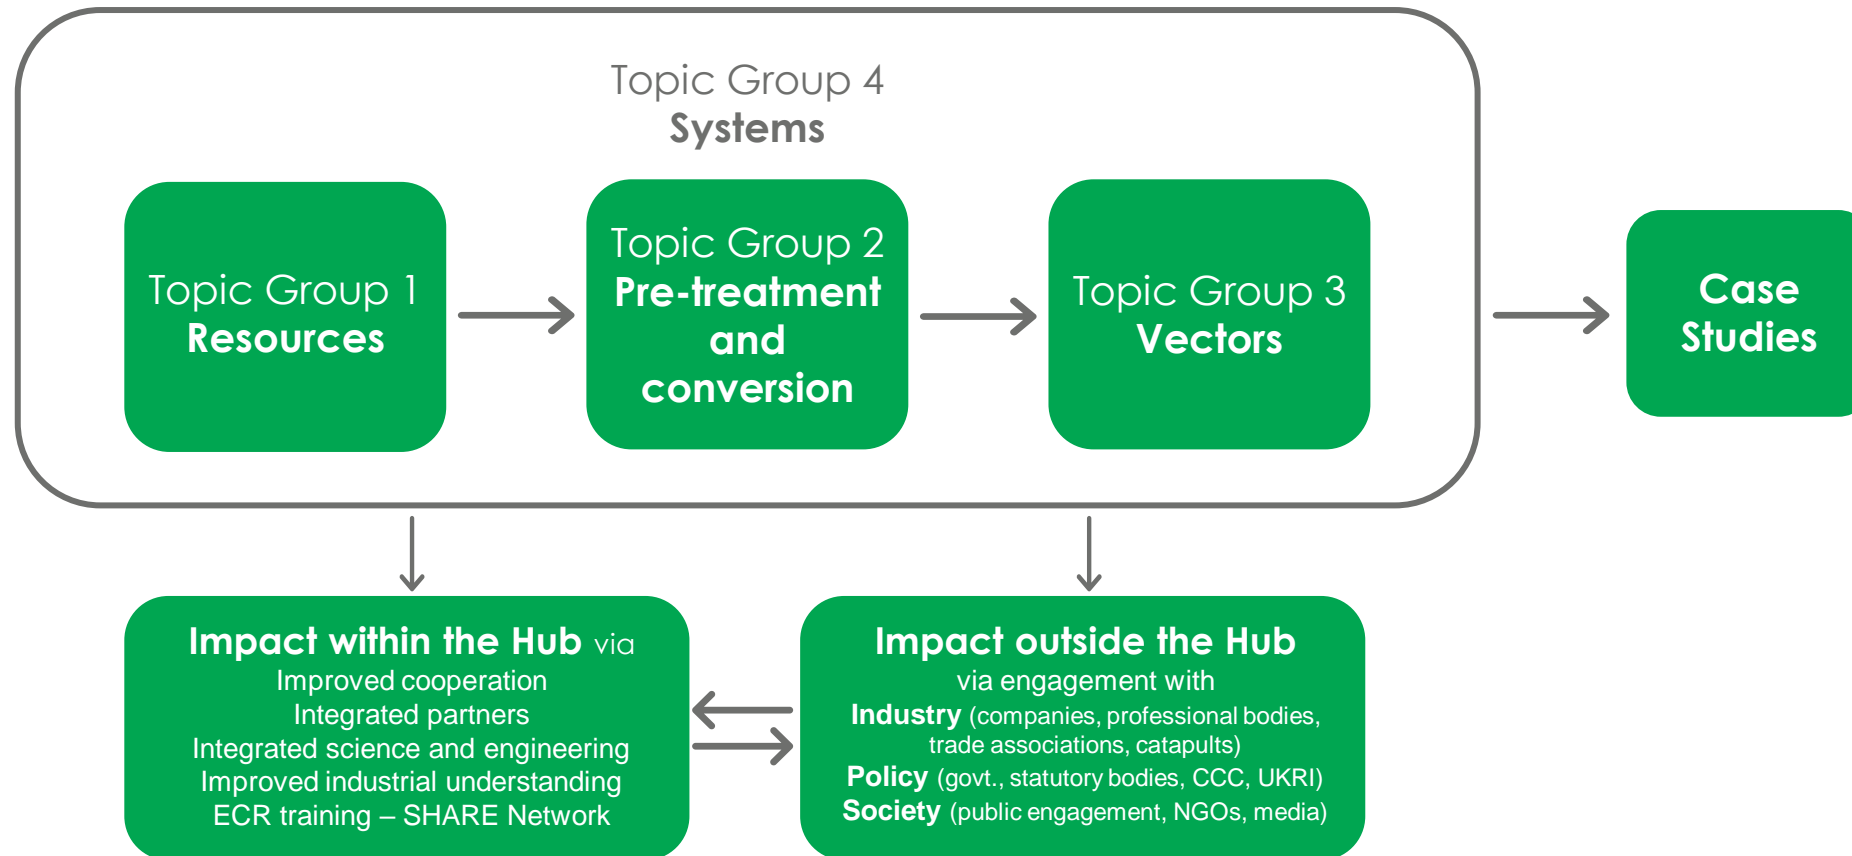 Topic Group 4
Systems
Topic Group 1
Resources
Topic Group 2
Pre-treatment
and
conversion
Topic Group 3
Vectors
Case
Studies
Impact within the Hub via
Improved cooperation
Integrated partners
Integrated science and engineering
Improved industrial understanding
ECR training – SHARE Network
Impact outside the Hub
via engagement with
Industry (companies, professional bodies,
trade associations, catapults)
Policy (govt., statutory bodies, CCC, UKRI)
Society (public engagement, NGOs, media)